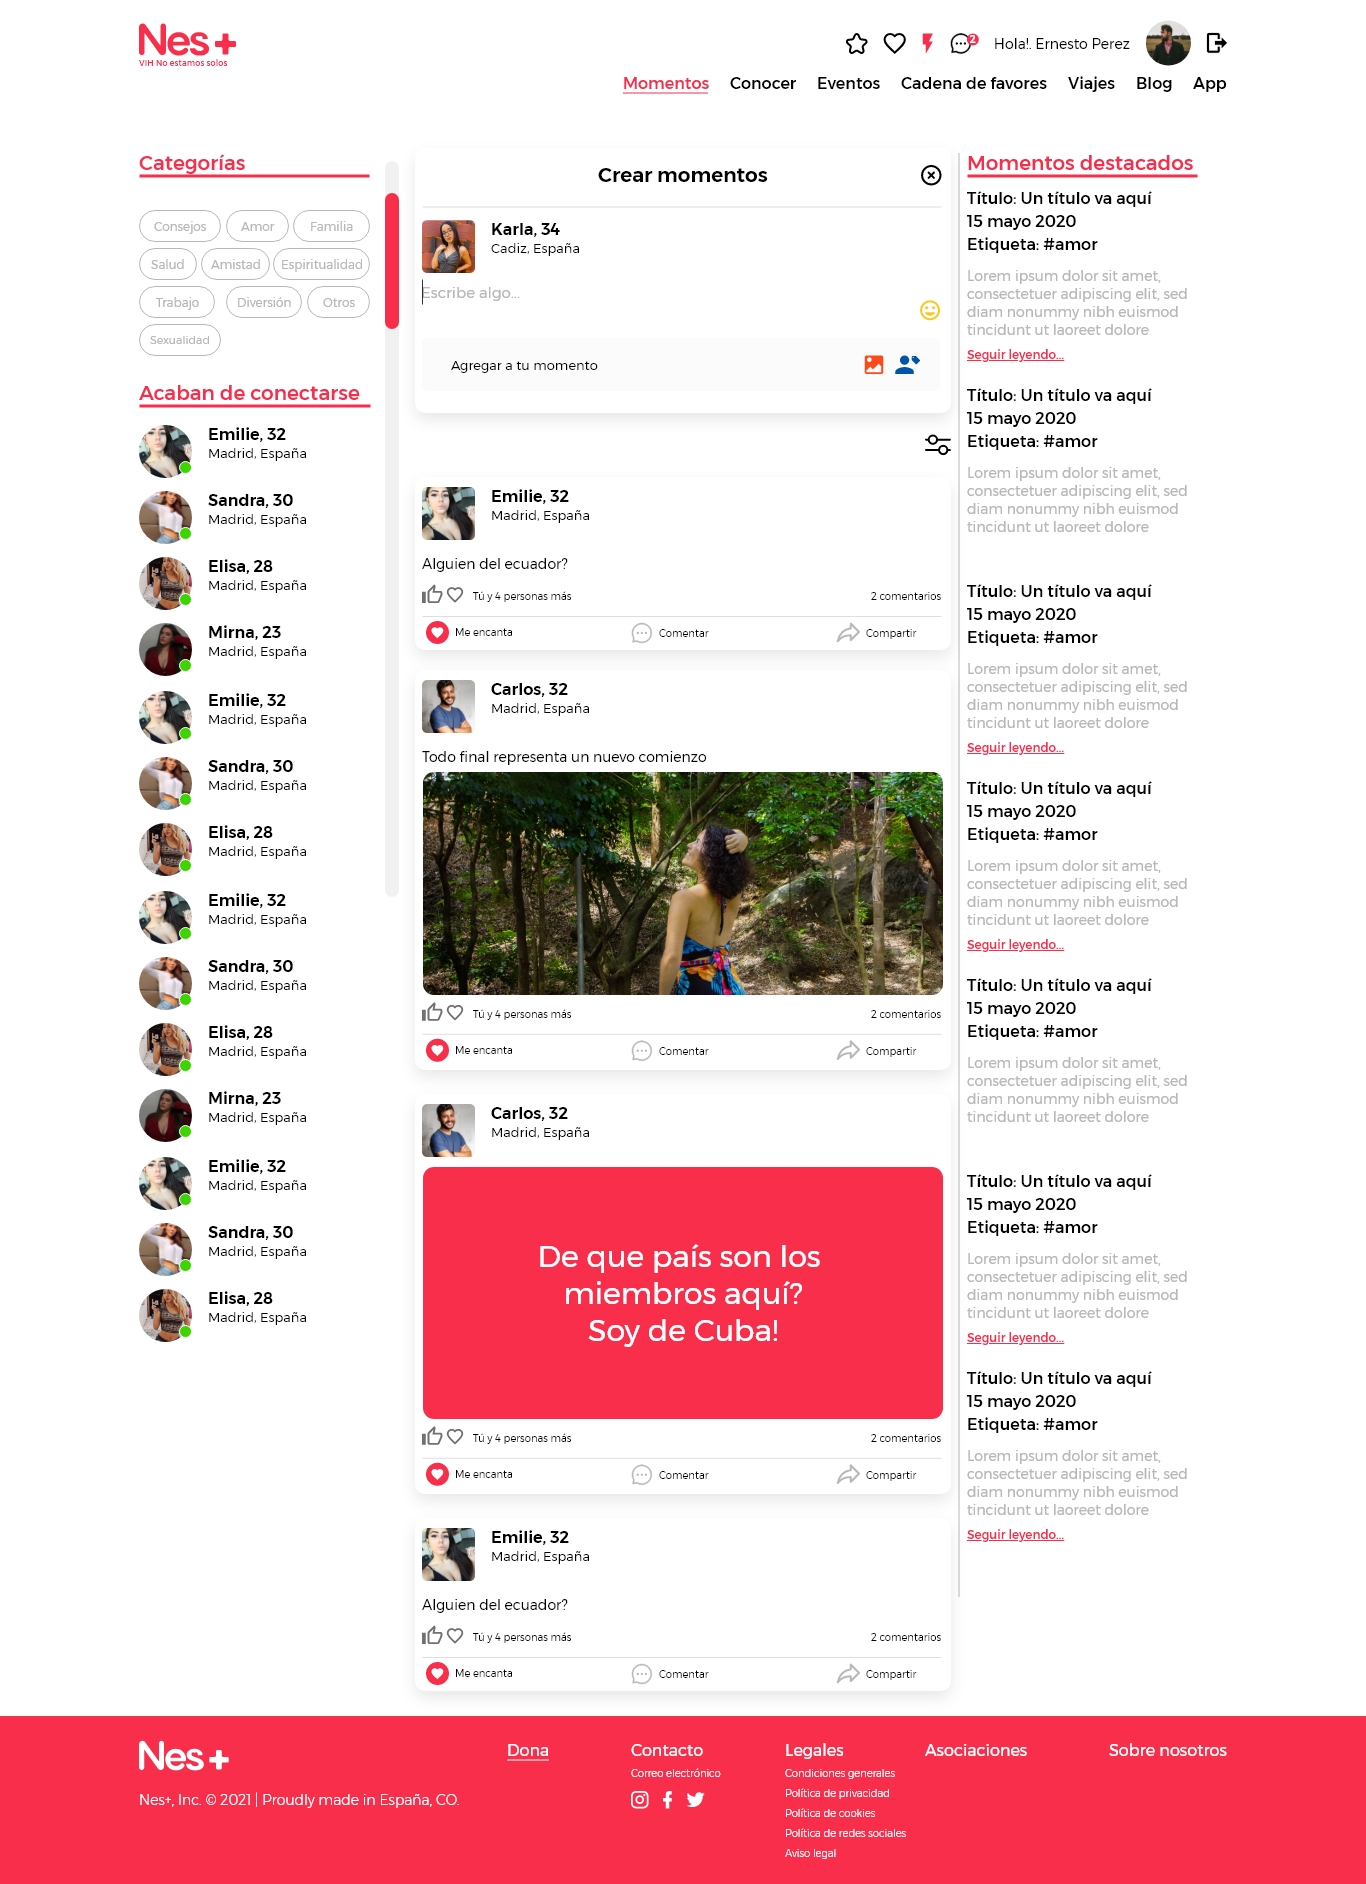 Nes+
VIH No estamos solos
2
Hola!. Ernesto Perez
Momentos
Conocer
Eventos
Cadena de favores
Viajes
Blog
App
Categorías
Consejos
Amor
Familia
Salud
Amistad
Espiritualidad
Trabajo
Diversión
Otros
Sexualidad
Acaban de conectarse
Emilie, 32
Madrid, España
Sandra, 30
Madrid, España
Elisa, 28
Madrid, España
Mirna, 23
Madrid, España
Emilie, 32
Madrid, España
Sandra, 30
Madrid, España
Elisa, 28
Madrid, España
Emilie, 32
Madrid, España
Sandra, 30
Madrid, España
Elisa, 28
Madrid, España
Mirna, 23
Madrid, España
Emilie, 32
Madrid, España
Sandra, 30
Madrid, España
Elisa, 28
Madrid, España
Crear momentos
Karla, 34
Cadiz, España
Escribe algo...
Agregar a tu momento
Emilie, 32
Madrid, España
Alguien del ecuador?
Tú y 4 personas más
2 comentarios
Me encanta
Comentar
Compartir
Carlos, 32
Madrid, España
Todo final representa un nuevo comienzo
Tú y 4 personas más
2 comentarios
Me encanta
Comentar
Compartir
Carlos, 32
Madrid, España
De que país son los
miembros aquí?
Soy de Cuba!
Tú y 4 personas más
2 comentarios
Me encanta
Comentar
Compartir
Emilie, 32
Madrid, España
Alguien del ecuador?
Tú y 4 personas más
2 comentarios
Me encanta
Comentar
Compartir
Momentos destacados
Título: Un título va aquí
15 mayo 2020
Etiqueta: #amor
Lorem ipsum dolor sit amet,
consectetuer adipiscing elit, sed
diam nonummy nibh euismod
tincidunt ut laoreet dolore
Seguir leyendo...
Título: Un título va aquí
15 mayo 2020
Etiqueta: #amor
Lorem ipsum dolor sit amet,
consectetuer adipiscing elit, sed
diam nonummy nibh euismod
tincidunt ut laoreet dolore
Título: Un título va aquí
15 mayo 2020
Etiqueta: #amor
Lorem ipsum dolor sit amet,
consectetuer adipiscing elit, sed
diam nonummy nibh euismod
tincidunt ut laoreet dolore
Seguir leyendo...
Título: Un título va aquí
15 mayo 2020
Etiqueta: #amor
Lorem ipsum dolor sit amet,
consectetuer adipiscing elit, sed
diam nonummy nibh euismod
tincidunt ut laoreet dolore
Seguir leyendo...
Título: Un título va aquí
15 mayo 2020
Etiqueta: #amor
Lorem ipsum dolor sit amet,
consectetuer adipiscing elit, sed
diam nonummy nibh euismod
tincidunt ut laoreet dolore
Título: Un título va aquí
15 mayo 2020
Etiqueta: #amor
Lorem ipsum dolor sit amet,
consectetuer adipiscing elit, sed
diam nonummy nibh euismod
tincidunt ut laoreet dolore
Seguir leyendo...
Título: Un título va aquí
15 mayo 2020
Etiqueta: #amor
Lorem ipsum dolor sit amet,
consectetuer adipiscing elit, sed
diam nonummy nibh euismod
tincidunt ut laoreet dolore
Seguir leyendo...
Nes+
Nes+, Inc. © 2021 | Proudly made in España, CO.
Dona
Contacto
Correo electrónico
Legales
Condiciones generales
Política de privacidad
Política de cookies
Política de redes sociales
Aviso legal
Asociaciones
Sobre nosotros